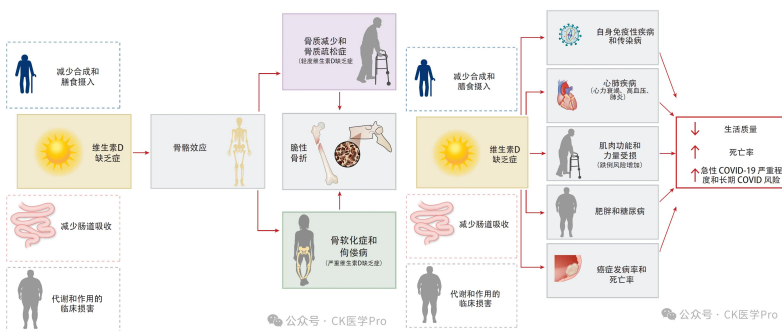 减少合成和
膳食摄入
维生素D
缺乏症
减少肠道吸收
代谢和作用的
临床损害
骨骼效应
骨质减少和
骨质疏松症
(轻度维生素D缺乏症
脆性
骨折
骨软化症和
佝偻病
(严重维生素D缺乏症)
公众号·CK医学Pro
减少合成和
腊食摄入
维生素D
缺乏症
减少肠道吸收
代谢和作用的
临床损害
自身免疫性疾病
和传染病
心肺疾病
(心力衰竭、高血压、
肺炎)
肌肉功能和
力量受损
(跌倒风险增加)
肥胖和糖尿病
癌症发病率和
死亡率
生活质量
死亡率
急性 COVID-19 严重程
度和长期 COVID 风险
公众号·CK医学Pro